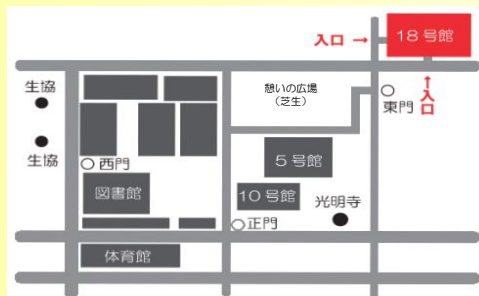 入口 →
18号館
生協
憩いの広場
（芝生）
東門
↑入口
生協
西門
5号館
図書館
10号館
光明寺
正門
体育館